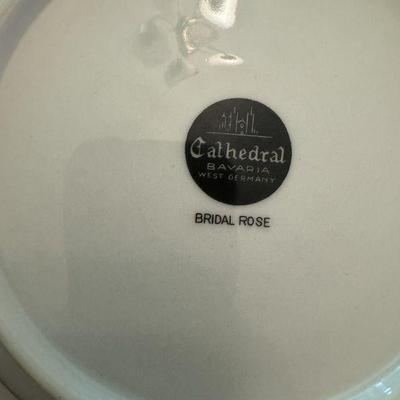 Cathedral
BAVARIA
WEST GERMANY
BRIDAL ROSE